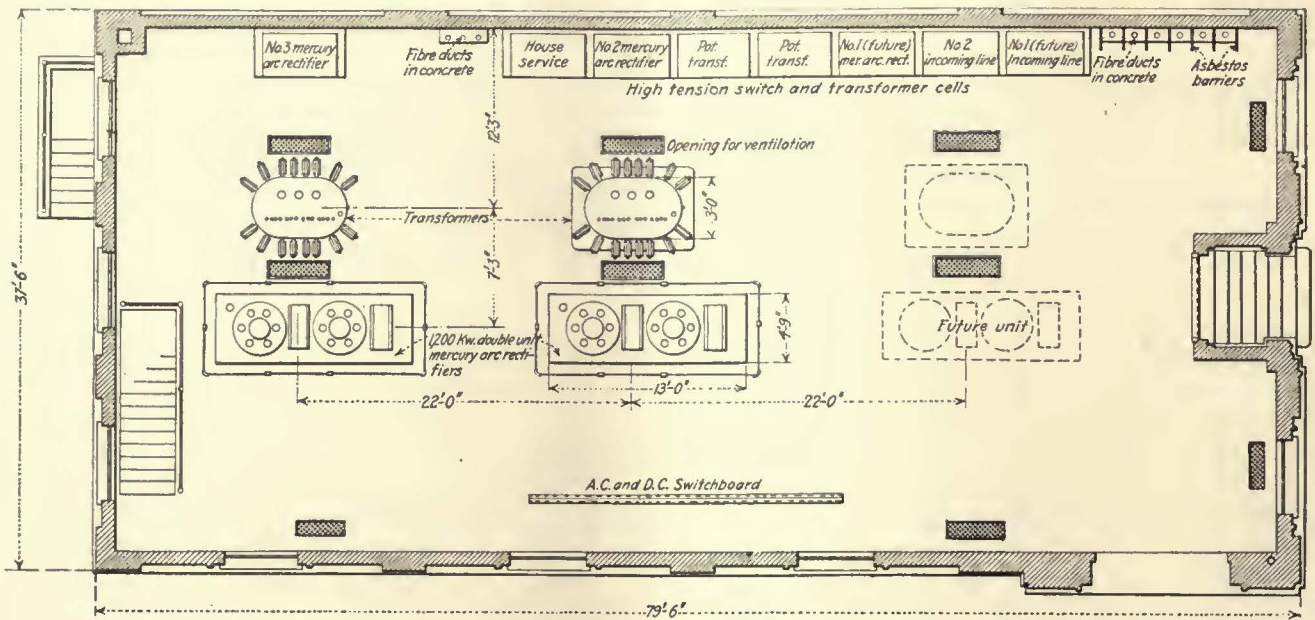 No.3 mercury
arc rectifier
Fibre ducts
in concrete
House
service
No.2 mercury
arc rectifier
Pot.
transf.
Pot.
transf.
No.1 (future)
mer. arc. rect.
No.2
incoming line
No.1 (future)
Incoming line
Fibre ducts
in concrete
Asbestos
barriers
High tension switch and transformer cells
12'-3"
Opening for ventilation
Transformers
3'-0"
7'-3"
37'-6"
1,200 Kw. double unit
mercury arc recti-
fiers
4'-9"
Future unit
13'-0"
22'-0"
22'-0"
A.C. and D.C. Switchboard
79'-6"